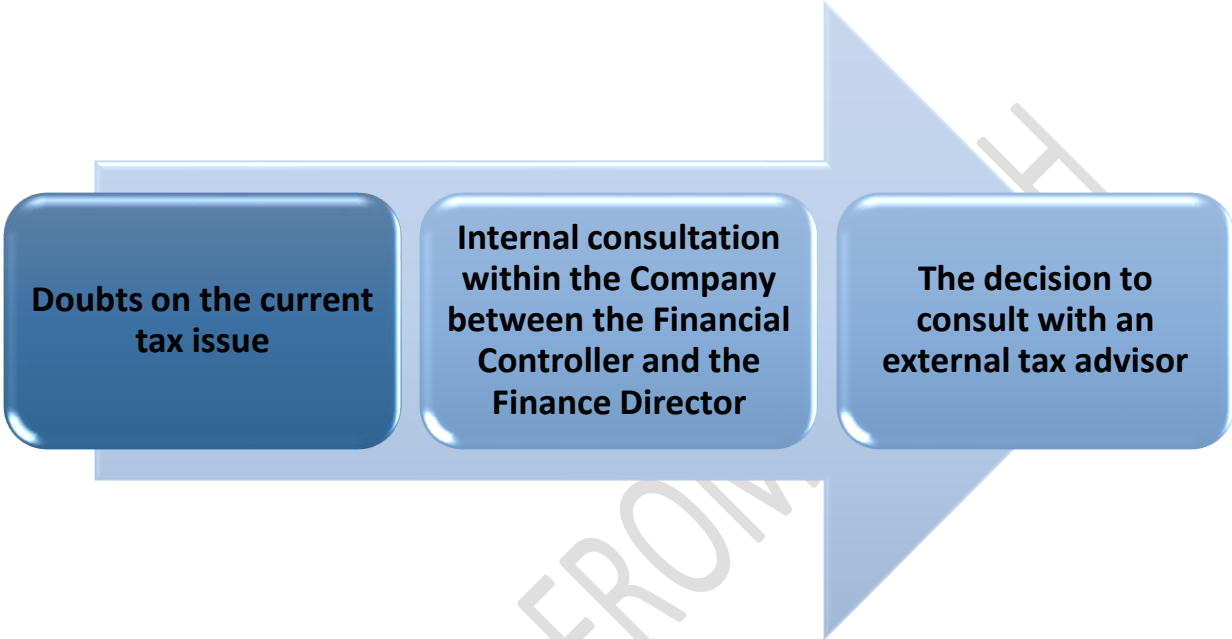 Doubts on the current
tax issue
Internal consultation
within the Company
between the Financial
Controller and the
Finance Director
The decision to
consult with an
external tax advisor
FROM